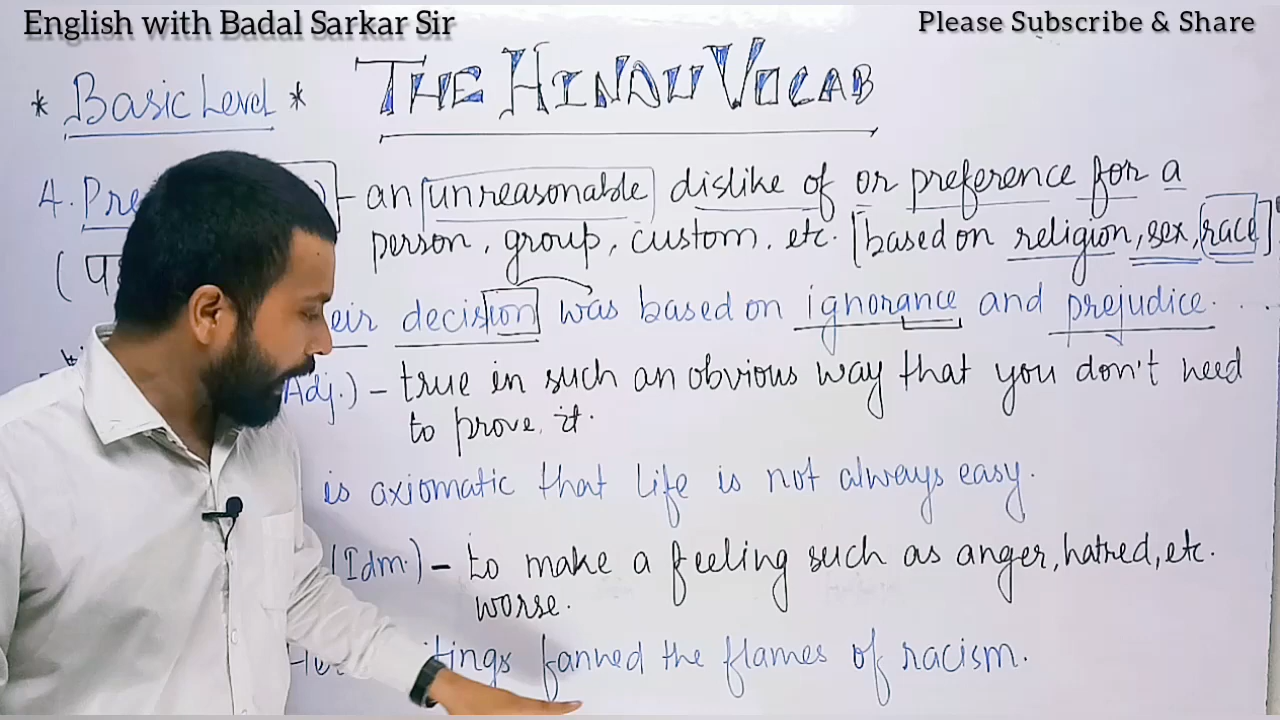 English with Badal Sarkar Sir
Please Subscribe & Share
* Basic Level *
THE HINDU VOCAB
4. Pre ) - an unreasonable dislike of or preference for a
person, group, custom, etc. [based on religion, sex, race]
(
decision was based on ignorance and prejudice.
Adj.) - true in such an obvious way that you don't need
to prove it.
is axiomatic that life is not always easy.
(Idm.) - to make a feeling such as anger, hatred, etc.
worse.
fanned the flames of racism.